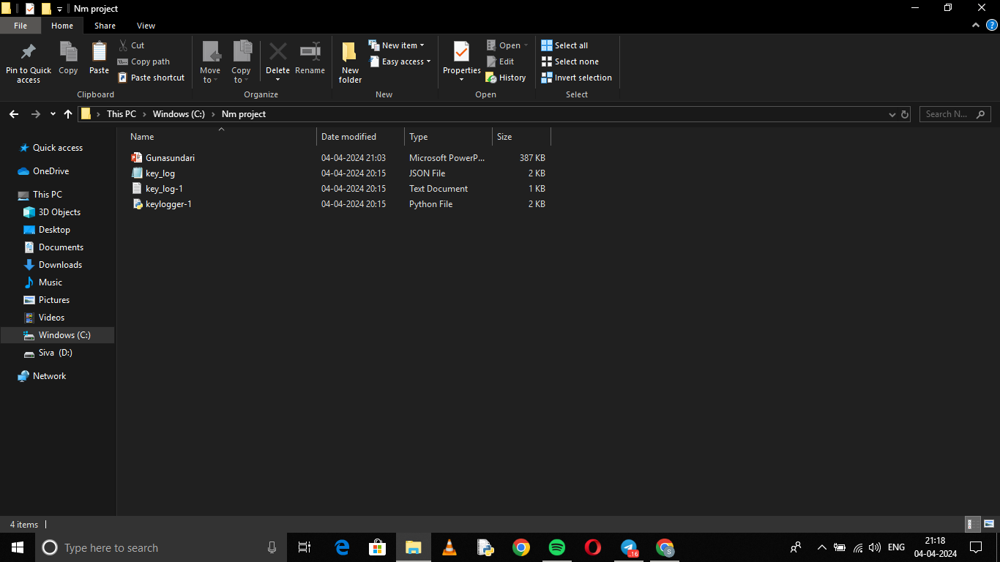 Nm project
File Home Share View
Pin to Quick access
Copy
Paste
Cut
Copy path
Paste shortcut
Clipboard
Move to
Copy to
Delete
Rename
Organize
New folder
New item
Easy access
New
Properties
Open
Edit
History
Open
Select all
Select none
Invert selection
Select
This PC > Windows (C:) > Nm project
Search N...
Name Date modified Type Size
Gunasundari 04-04-2024 21:03 Microsoft PowerP... 387 KB
key_log 04-04-2024 20:15 JSON File 2 KB
key_log-1 04-04-2024 20:15 Text Document 1 KB
keylogger-1 04-04-2024 20:15 Python File 2 KB
Quick access
OneDrive
This PC
3D Objects
Desktop
Documents
Downloads
Music
Pictures
Videos
Windows (C:)
Siva (D:)
Network
4 items
Type here to search
.16
S
ENG
21:18
04-04-2024